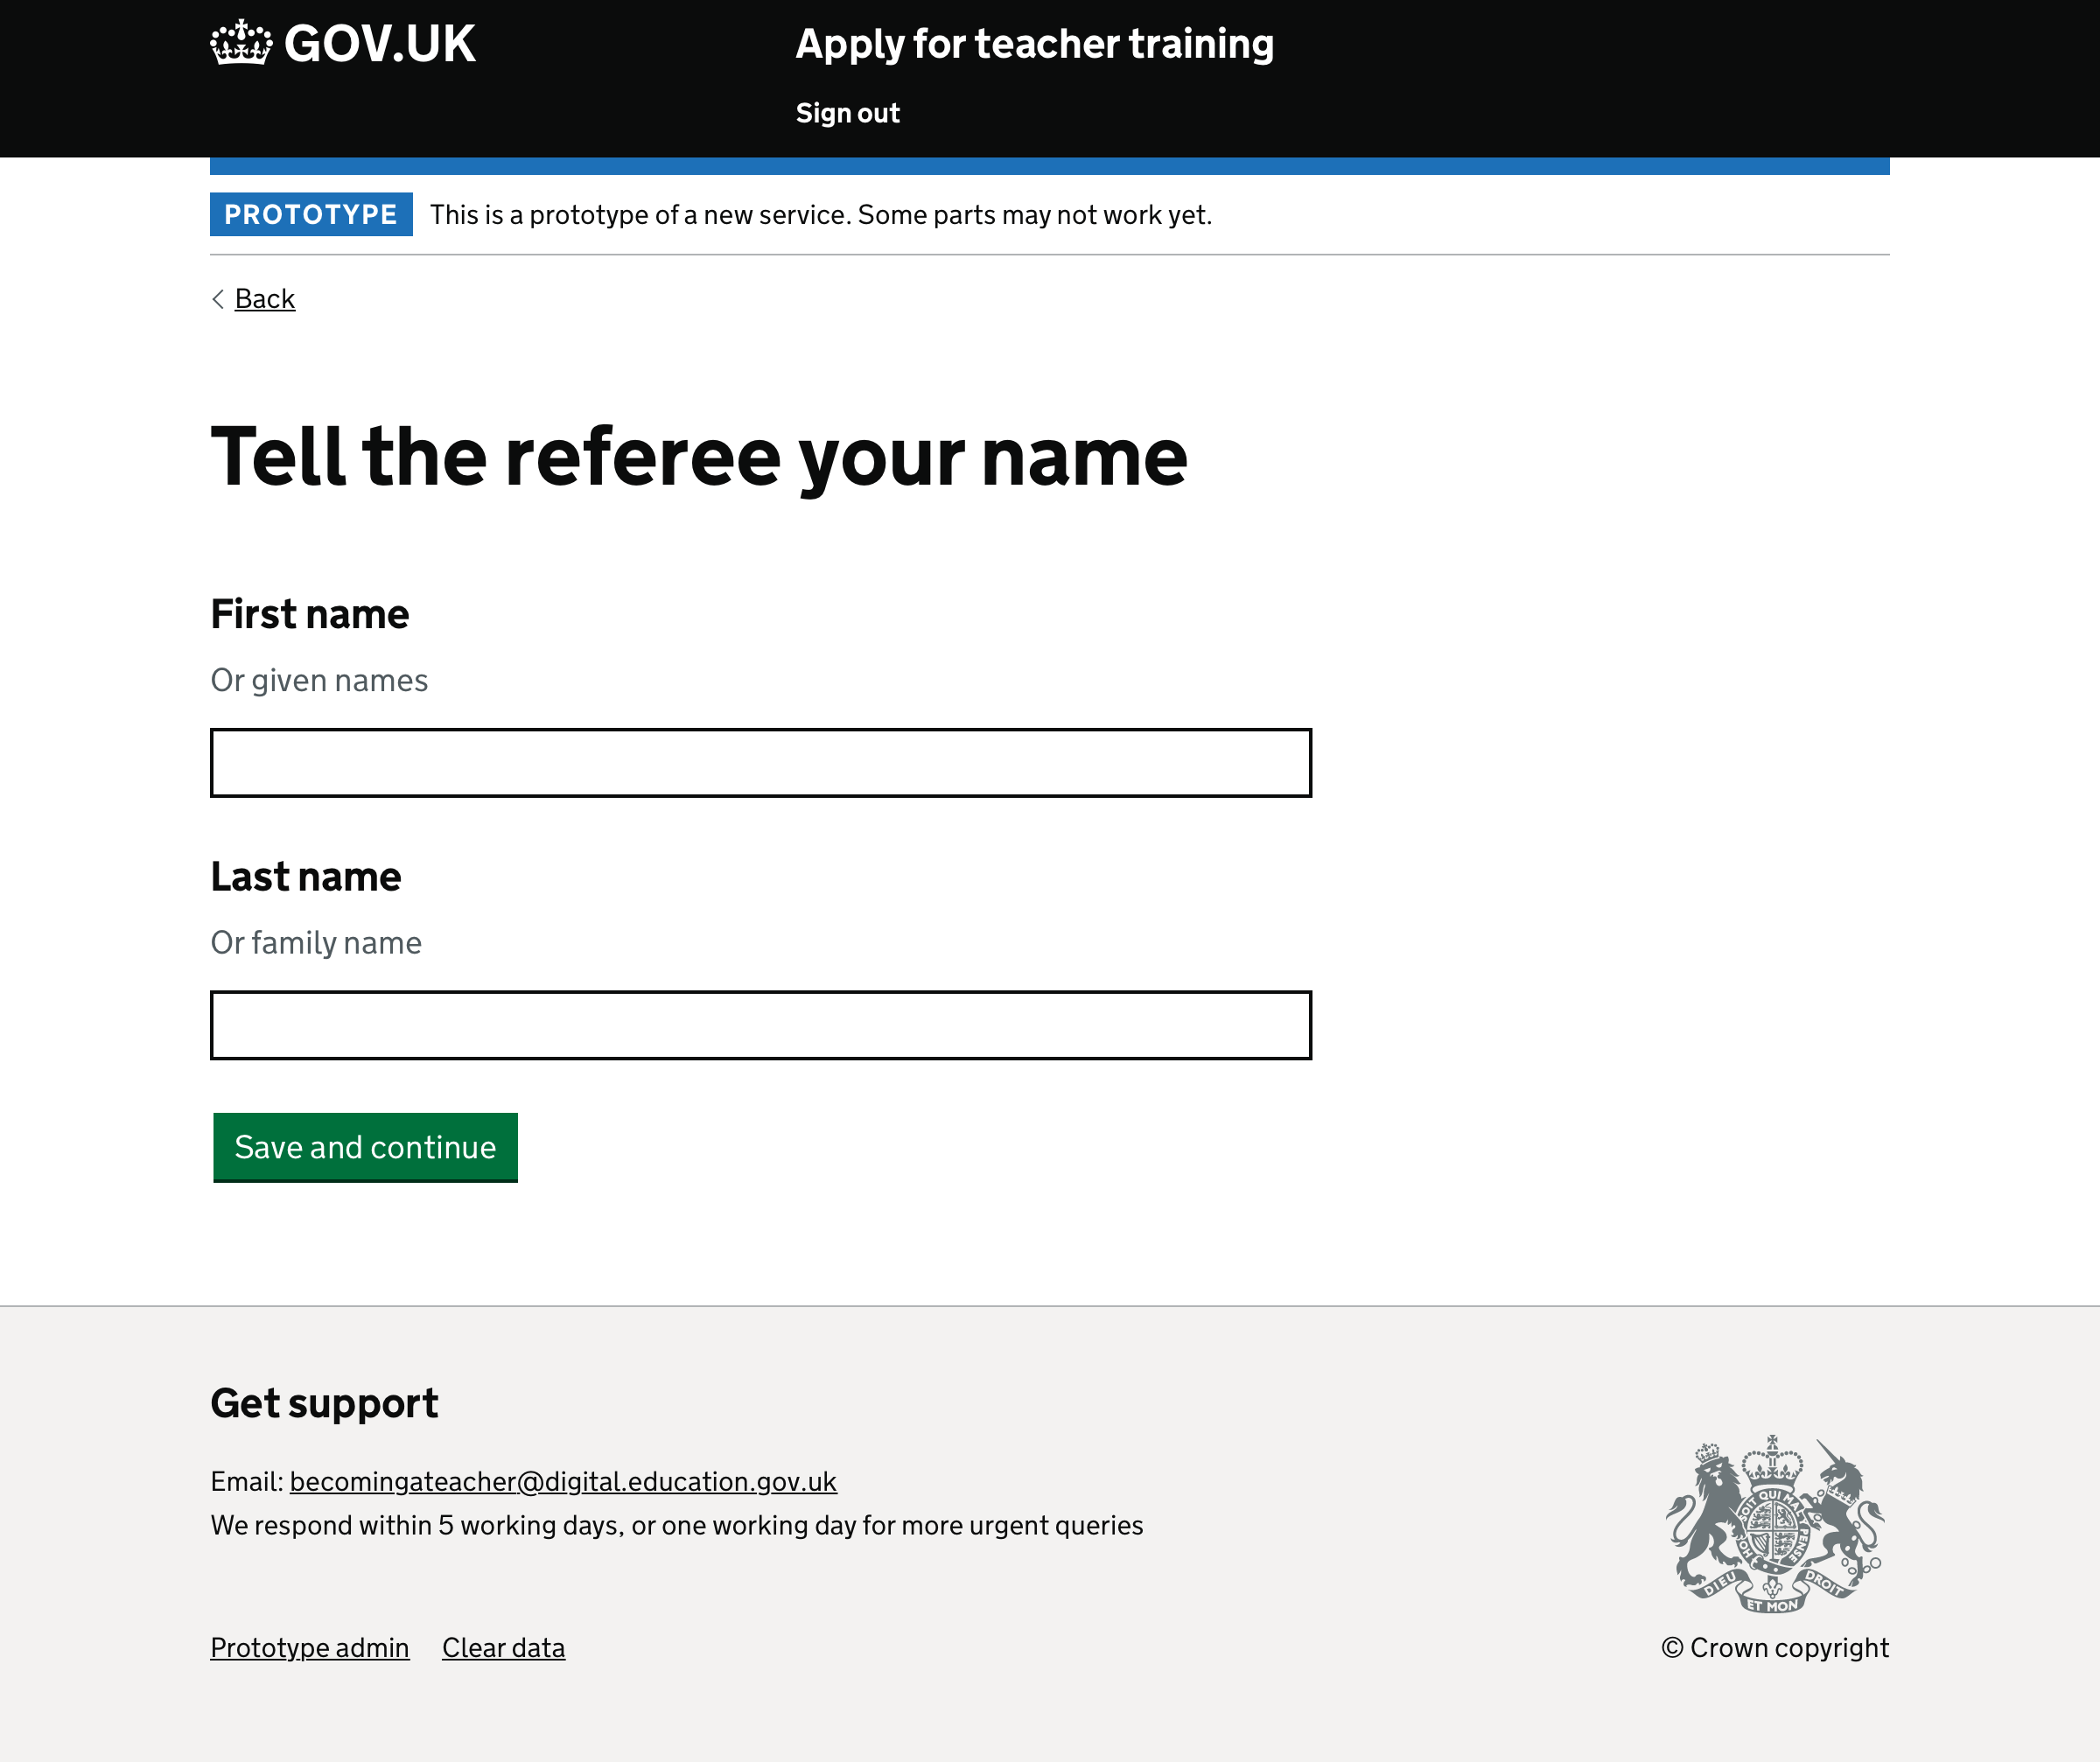 GOV.UK
Apply for teacher training
Sign out
PROTOTYPE This is a prototype of a new service. Some parts may not work yet.
Back
Tell the referee your name
First name
Or given names
Last name
Or family name
Save and continue
Get support
Email: becomingateacher@digital.education.gov.uk
We respond within 5 working days, or one working day for more urgent queries
DIEU ET MON DROIT
Prototype admin Clear data
© Crown copyright